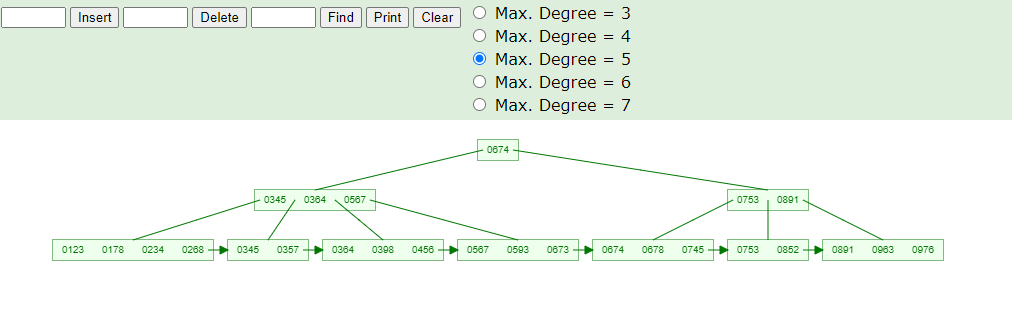 Insert Delete Find Print Clear
Max. Degree = 3
Max. Degree = 4
Max. Degree = 5
Max. Degree = 6
Max. Degree = 7
0674
0345 0364 0567 0753 0891
0123 0178 0234 0268 0345 0357 0364 0398 0456 0567 0593 0673 0674 0678 0745 0753 0852 0891 0963 0976